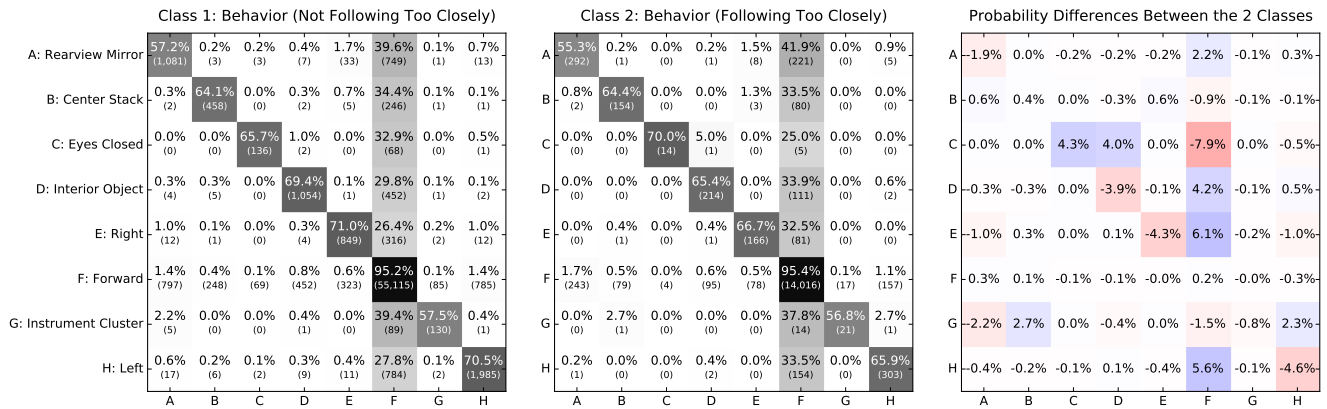 Class 1: Behavior (Not Following Too Closely) Class 2: Behavior (Following Too Closely) Probability Differences Between the 2 Classes
A: Rearview Mirror 57.2% 0.2% 0.2% 0.4% 1.7% 39.6% 0.1% 0.7% A 55.3% 0.2% 0.0% 0.2% 1.5% 41.9% 0.0% 0.9% A -1.9% 0.0% -0.2% -0.2% -0.2% 2.2% -0.1% 0.3%
(1,081) (3) (3) (7) (33) (749) (1) (13) (292) (1) (0) (1) (8) (221) (0) (5)
B: Center Stack 0.3% 64.1% 0.0% 0.3% 0.7% 34.4% 0.1% 0.1% B 0.8% 64.4% 0.0% 0.0% 1.3% 33.5% 0.0% 0.0% B 0.6% 0.4% 0.0% -0.3% 0.6% -0.9% -0.1% -0.1%
(2) (458) (0) (2) (5) (246) (1) (1) (2) (154) (0) (0) (3) (80) (0) (0)
C: Eyes Closed 0.0% 0.0% 65.7% 1.0% 0.0% 32.9% 0.0% 0.5% C 0.0% 0.0% 70.0% 5.0% 0.0% 25.0% 0.0% 0.0% C 0.0% 0.0% 4.3% 4.0% 0.0% -7.9% 0.0% -0.5%
(0) (0) (136) (2) (0) (68) (0) (1) (0) (0) (14) (1) (0) (5) (0) (0)
D: Interior Object 0.3% 0.3% 0.0% 69.4% 0.1% 29.8% 0.1% 0.1% D 0.0% 0.0% 0.0% 65.4% 0.0% 33.9% 0.0% 0.6% D -0.3% -0.3% 0.0% -3.9% -0.1% 4.2% -0.1% 0.5%
(4) (5) (0) (1,054) (1) (452) (1) (2) (0) (0) (0) (214) (0) (111) (0) (2)
E: Right 1.0% 0.1% 0.0% 0.3% 71.0% 26.4% 0.2% 1.0% E 0.0% 0.4% 0.0% 0.4% 66.7% 32.5% 0.0% 0.0% E -1.0% 0.3% 0.0% 0.1% -4.3% 6.1% -0.2% -1.0%
(12) (1) (0) (4) (849) (316) (2) (12) (0) (1) (0) (1) (166) (81) (0) (0)
F: Forward 1.4% 0.4% 0.1% 0.8% 0.6% 95.2% 0.1% 1.4% F 1.7% 0.5% 0.0% 0.6% 0.5% 95.4% 0.1% 1.1% F 0.3% 0.1% -0.1% -0.1% -0.0% 0.2% -0.0% -0.3%
(797) (248) (69) (452) (323) (55,115) (85) (785) (243) (79) (4) (95) (78) (14,016) (17) (157)
G: Instrument Cluster 2.2% 0.0% 0.0% 0.4% 0.0% 39.4% 57.5% 0.4% G 0.0% 2.7% 0.0% 0.0% 0.0% 37.8% 56.8% 2.7% G -2.2% 2.7% 0.0% -0.4% 0.0% -1.5% -0.8% 2.3%
(5) (0) (0) (1) (0) (89) (130) (1) (0) (1) (0) (0) (0) (14) (21) (1)
H: Left 0.6% 0.2% 0.1% 0.3% 0.4% 27.8% 0.1% 70.5% H 0.2% 0.0% 0.0% 0.4% 0.0% 33.5% 0.0% 65.9% H -0.4% -0.2% -0.1% 0.1% -0.4% 5.6% -0.1% -4.6%
(17) (6) (2) (9) (11) (784) (2) (1,985) (1) (0) (0) (2) (0) (154) (0) (303)
A B C D E F G H A B C D E F G H A B C D E F G H